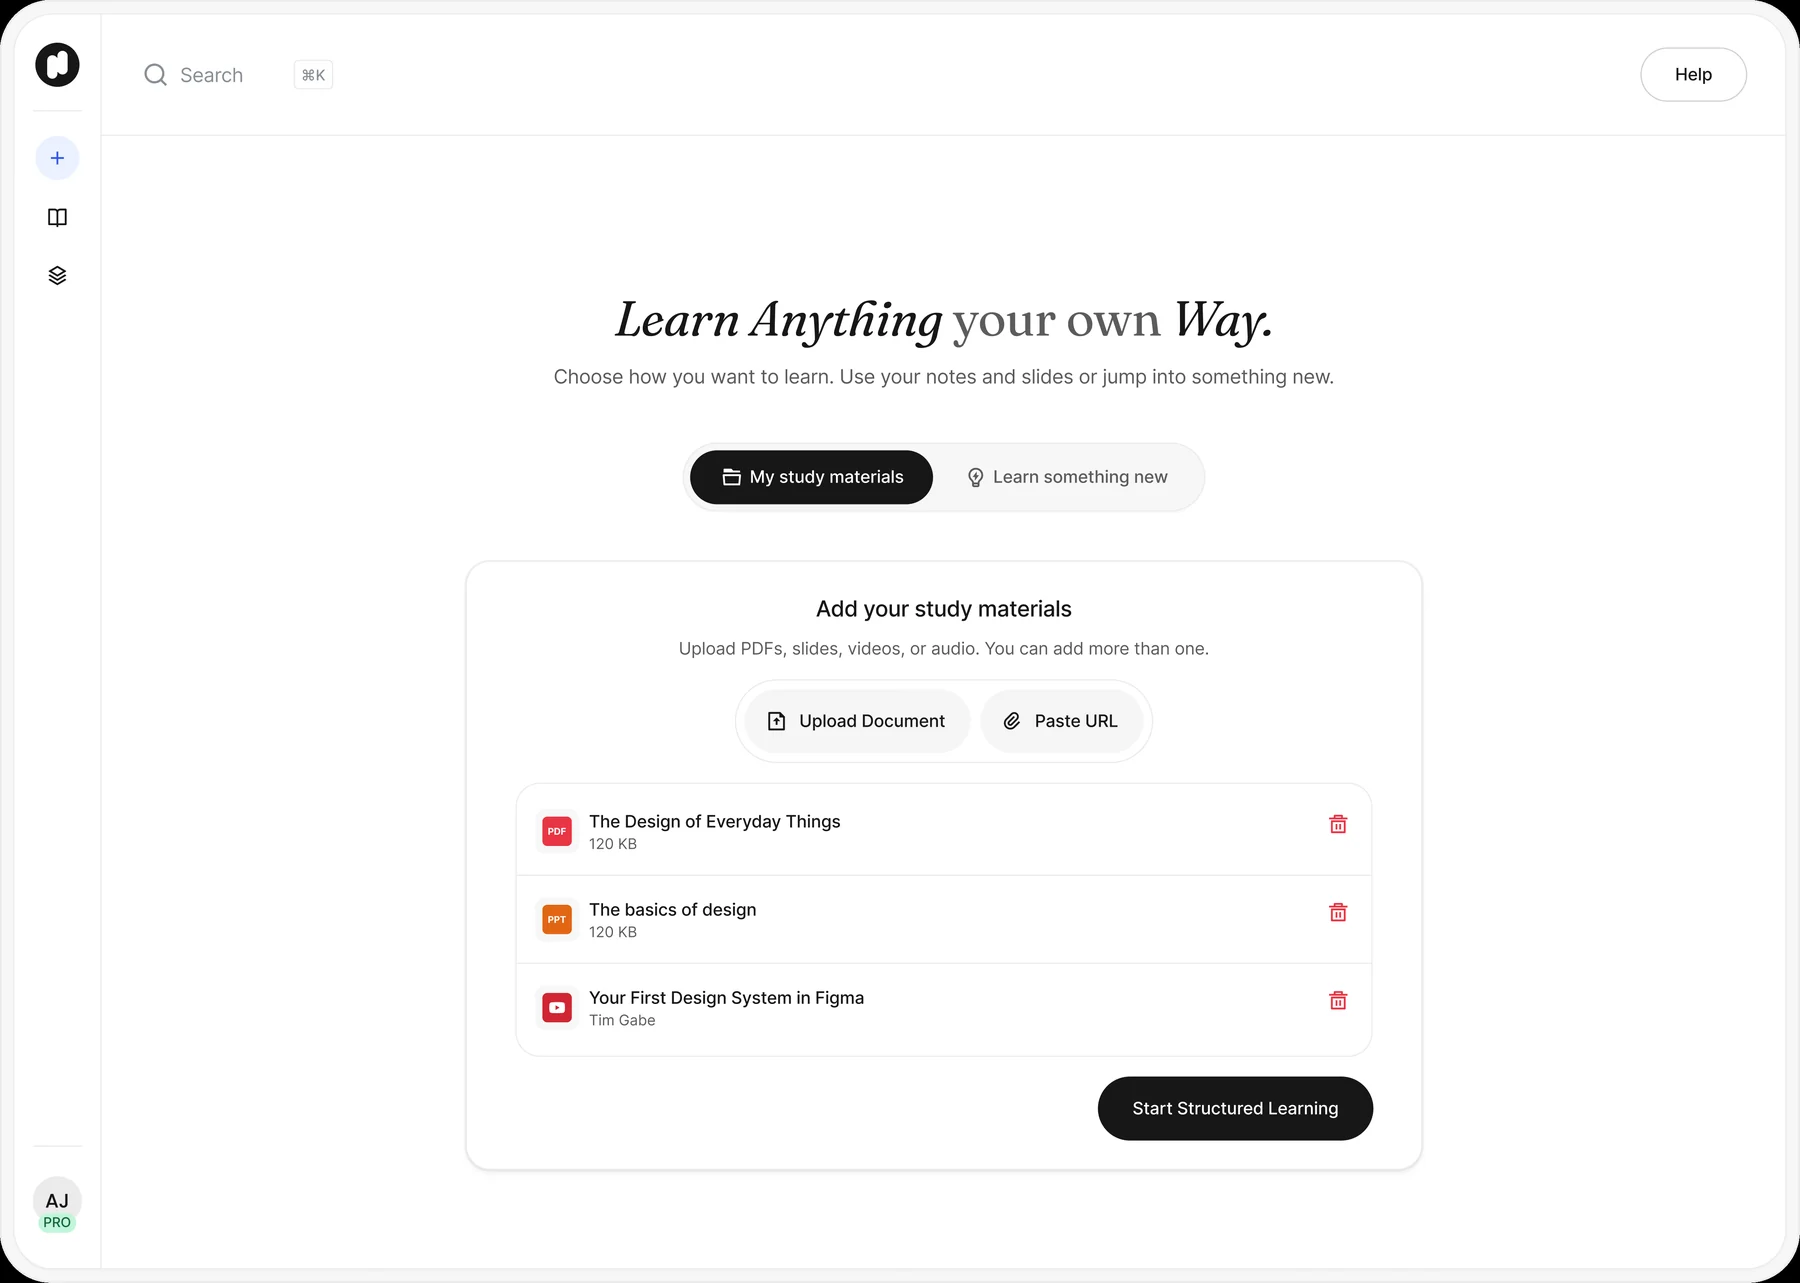 Search
⌘K
Help
Learn Anything your own Way.
Choose how you want to learn. Use your notes and slides or jump into something new.
My study materials
Learn something new
Add your study materials
Upload PDFs, slides, videos, or audio. You can add more than one.
Upload Document
Paste URL
PDF
The Design of Everyday Things
120 KB
PPT
The basics of design
120 KB
Your First Design System in Figma
Tim Gabe
Start Structured Learning
AJ
PRO